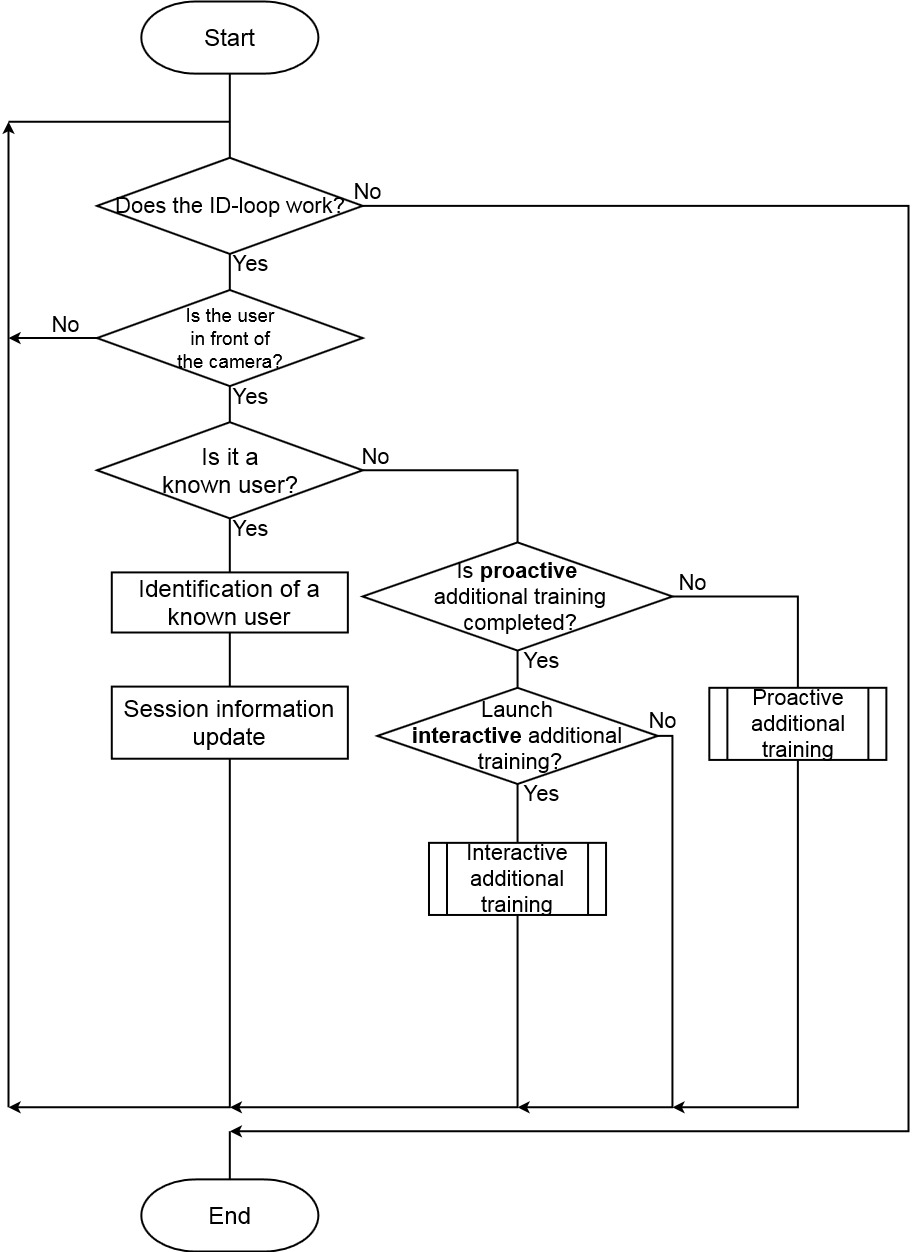 Start
Does the ID-loop work?
No
Yes
Is the user
in front of
the camera?
No
Yes
Is it a
known user?
No
Yes
Identification of a
known user
Session information
update
Is proactive
additional training
completed?
No
Yes
Launch
interactive additional
training?
No
Yes
Proactive
additional
training
Interactive
additional
training
End